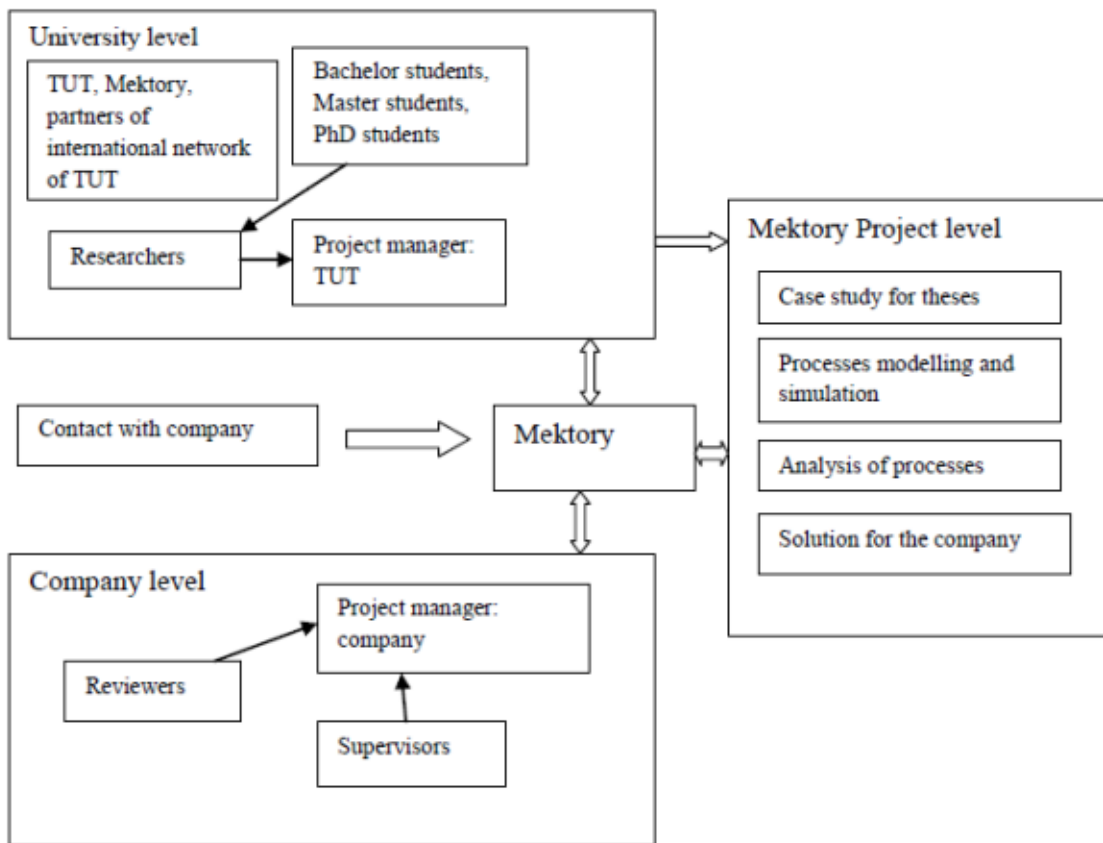 University level
TUT, Mektory,
partners of
international network
of TUT
Bachelor students,
Master students,
PhD students
Researchers
Project manager:
TUT
Mektory Project level
Case study for theses
Processes modelling and
simulation
Analysis of processes
Solution for the company
Contact with company
Mektory
Company level
Project manager:
company
Reviewers
Supervisors